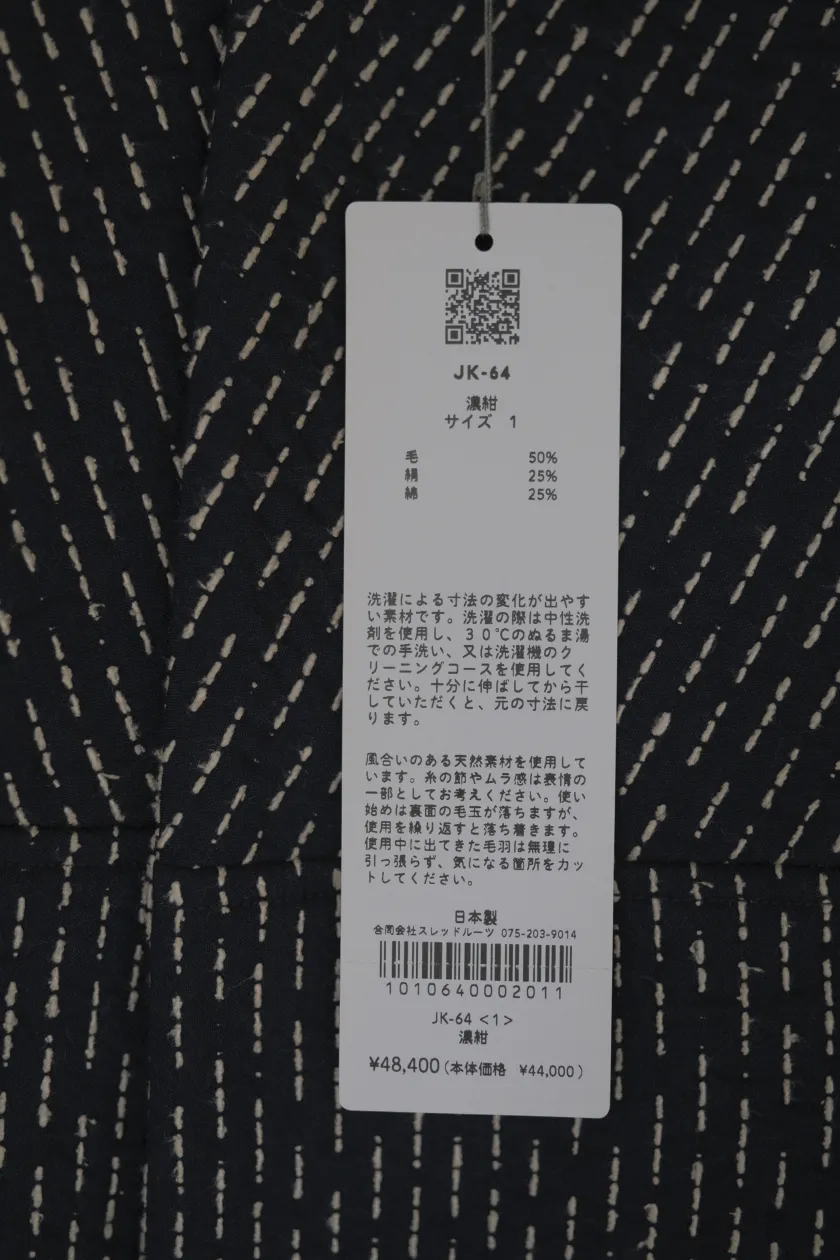 JK-64
濃紺
サイズ 1
毛 50%
絹 25%
綿 25%
洗濯による寸法の変化が出やす
い素材です。洗濯の際は中性洗
剤を使用し、30℃のぬるま湯
での手洗い、又は洗濯機のク
リーニングコースを使用してく
ださい。十分に伸ばしてから干
していただくと、元の寸法に戻
ります。
風合いのある天然素材を使用して
います。糸の節やムラ感は表情の
一部としてお考えください。使い
始めは裏面の毛玉が落ちますが、
使用を繰り返すと落ち着きます。
使用中に出てきた毛羽は無理に
引っ張らず、気になる箇所をカッ
トしてください。
日本製
合同会社スレッドルーツ 075-203-9014
1010640002011
JK-64 <1>
濃紺
¥48,400(本体価格 ¥44,000)